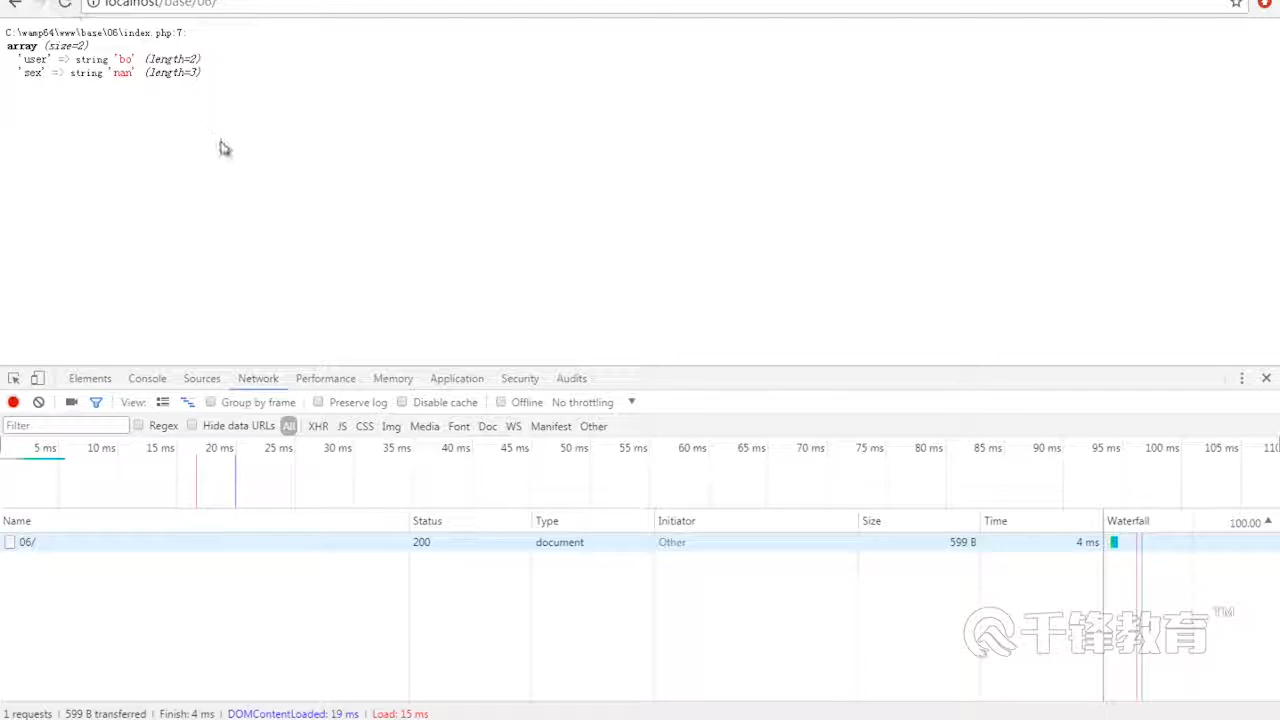 localhost/base/06/
C:\wamp64\www\base\06\index.php:7:
array (size=2)
'user' => string 'bo' (length=2)
'sex' => string 'nan' (length=3)
Elements Console Sources Network Performance Memory Application Security Audits
View: Group by frame Preserve log Disable cache Offline No throttling
Filter Regex Hide data URLs All XHR JS CSS Img Media Font Doc WS Manifest Other
5 ms 10 ms 15 ms 20 ms 25 ms 30 ms 35 ms 40 ms 45 ms 50 ms 55 ms 60 ms 65 ms 70 ms 75 ms 80 ms 85 ms 90 ms 95 ms 100 ms 105 ms 110
Name Status Type Initiator Size Time Waterfall 100.00
06/ 200 document Other 599 B 4 ms
千锋教育 TM
1 requests | 599 B transferred | Finish: 4 ms | DOMContentLoaded: 19 ms | Load: 15 ms